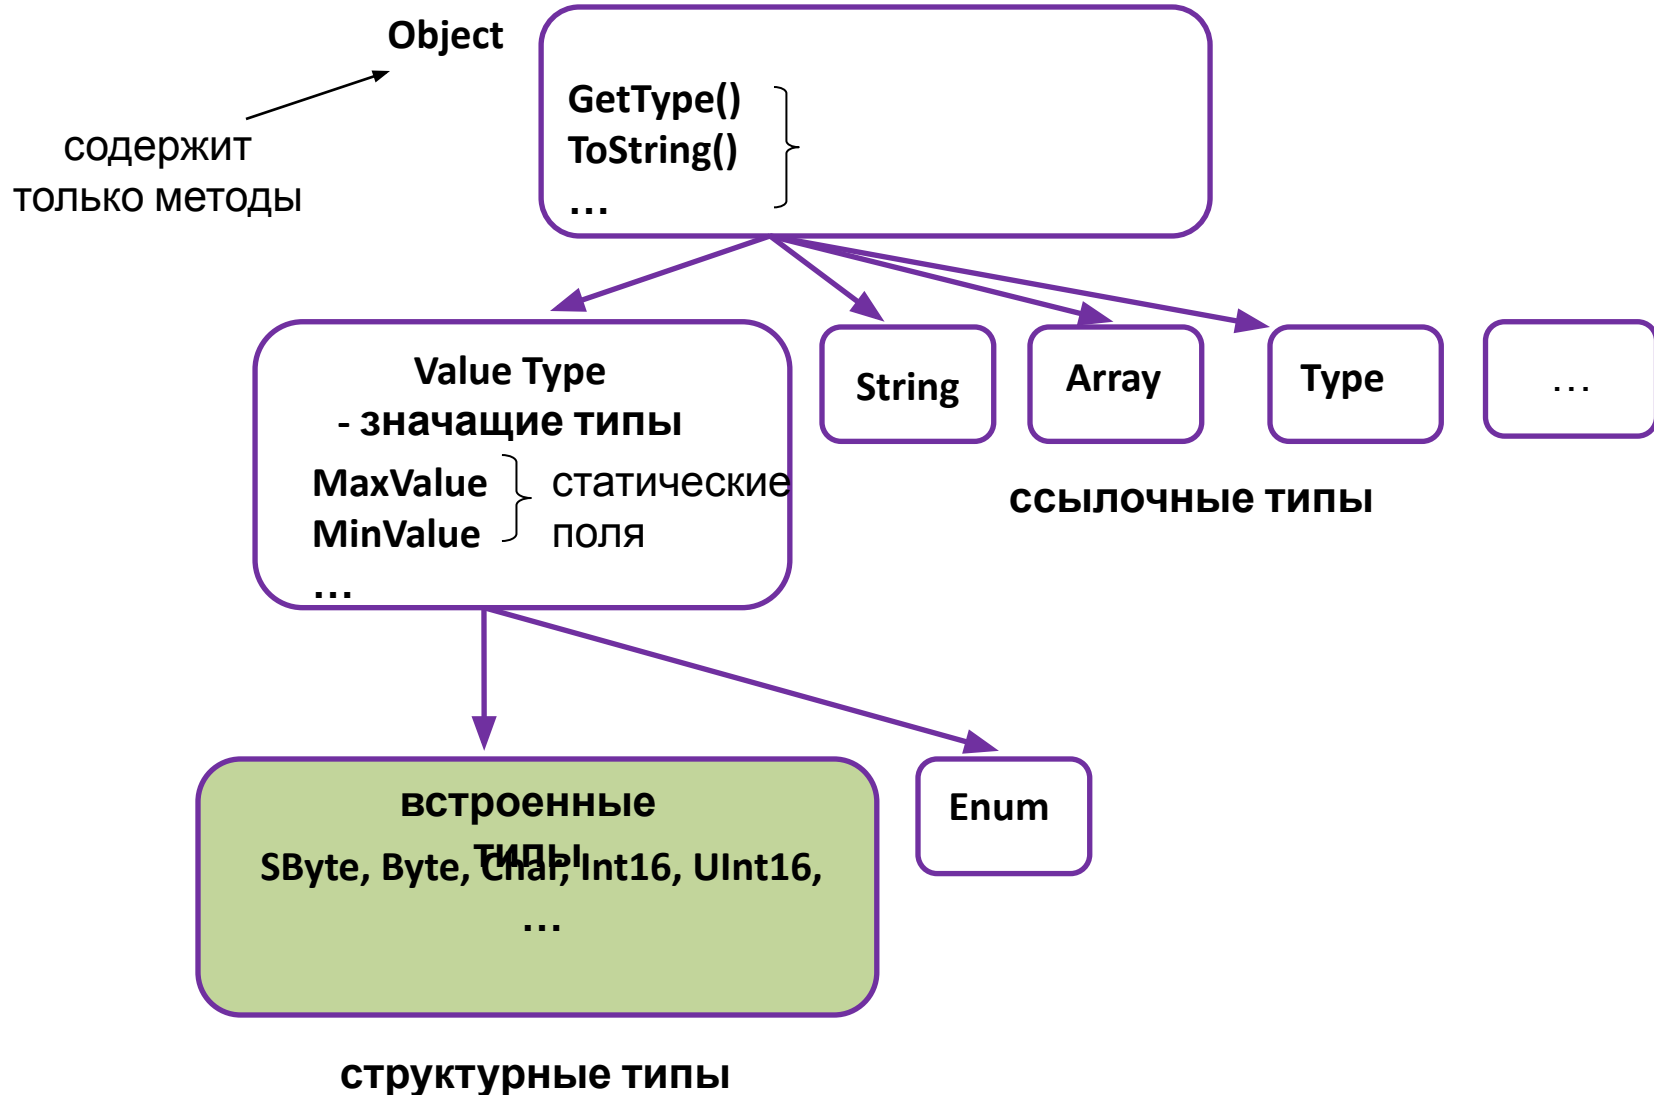 Object
GetType()
ToString()
...
содержит
только методы
Value Type
- значащие типы
MaxValue
MinValue
статические
поля
...
String
Array
Type
...
ссылочные типы
встроенные
типы
SByte, Byte, Char, Int16, UInt16,
...
Enum
структурные типы